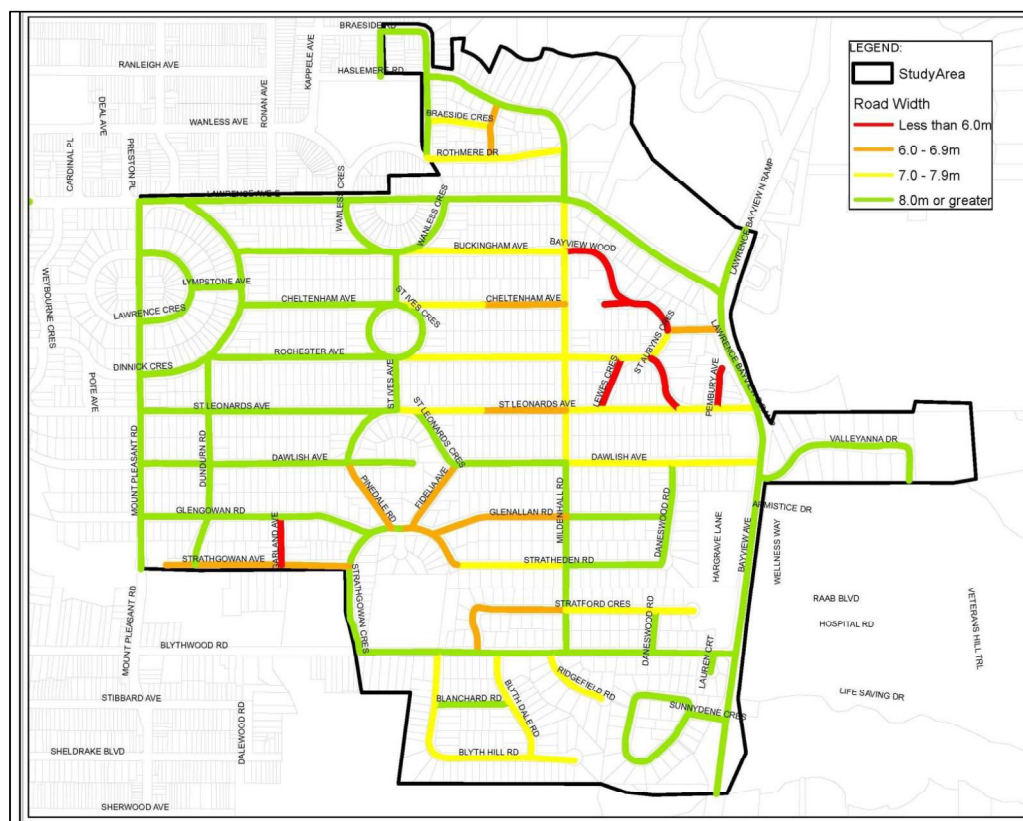 BRAESIDE RD
RANLEIGH AVE
KAPPELE AVE
HASLEMERE RD
DEAL AVE
RONAN AVE
WANLESS AVE
BRAESIDE CRES
CARDINAL PL
PRESTON PL
ROTHMERE DR
LEGEND:
StudyArea
Road Width
Less than 6.0m
6.0 - 6.9m
7.0 - 7.9m
8.0m or greater
LAWRENCE AVE E
WANLESS CRES
WANLESS CRES
LAWRENCE BAYVIEW N RAMP
BUCKINGHAM AVE
BAYVIEW WOOD
WEYBOURNE CRES
LYMPSTONE AVE
CHELTENHAM AVE
ST IVES CRES
CHELTENHAM AVE
LAWRENCE CRES
ST AUBYNS CRES
ROCHESTER AVE
DINNICK CRES
POTE AVE
ST IVES AVE
LEWES CRES
PEMBURY AVE
ST LEONARDS AVE
ST LEONARDS AVE
ST LEONARDS CRES
MOUNT PLEASANT RD
DUNDURN RD
DAWLISH AVE
DAWLISH AVE
VALLEYANNA DR
PINEDALE RD
FIDELIA AVE
MILDENHALL RD
DANESWOOD RD
GLENGOWAN RD
GARLAND AVE
GLENALLAN RD
ARMISTICE DR
HARGRAVE LANE
BAYVIEW AVE
WELLNESS WAY
STRATHGOWAN AVE
STRATHEDEN RD
STRATHGOWAN CRES
MOUNT PLEASANT RD
STRATFORD CRES
DANESWOOD RD
RAAB BLVD
HOSPITAL RD
VETERANS HILL TRL
BLYTHWOOD RD
LAUREN CRT
STIBBARD AVE
BLANCHARD RD
BLYTH DALE RD
RIDGEFIELD RD
SUNNYDENE CRES
LIFE SAVING DR
DALEWOOD RD
SHELDRAKE BLVD
BLYTH HILL RD
SHERWOOD AVE